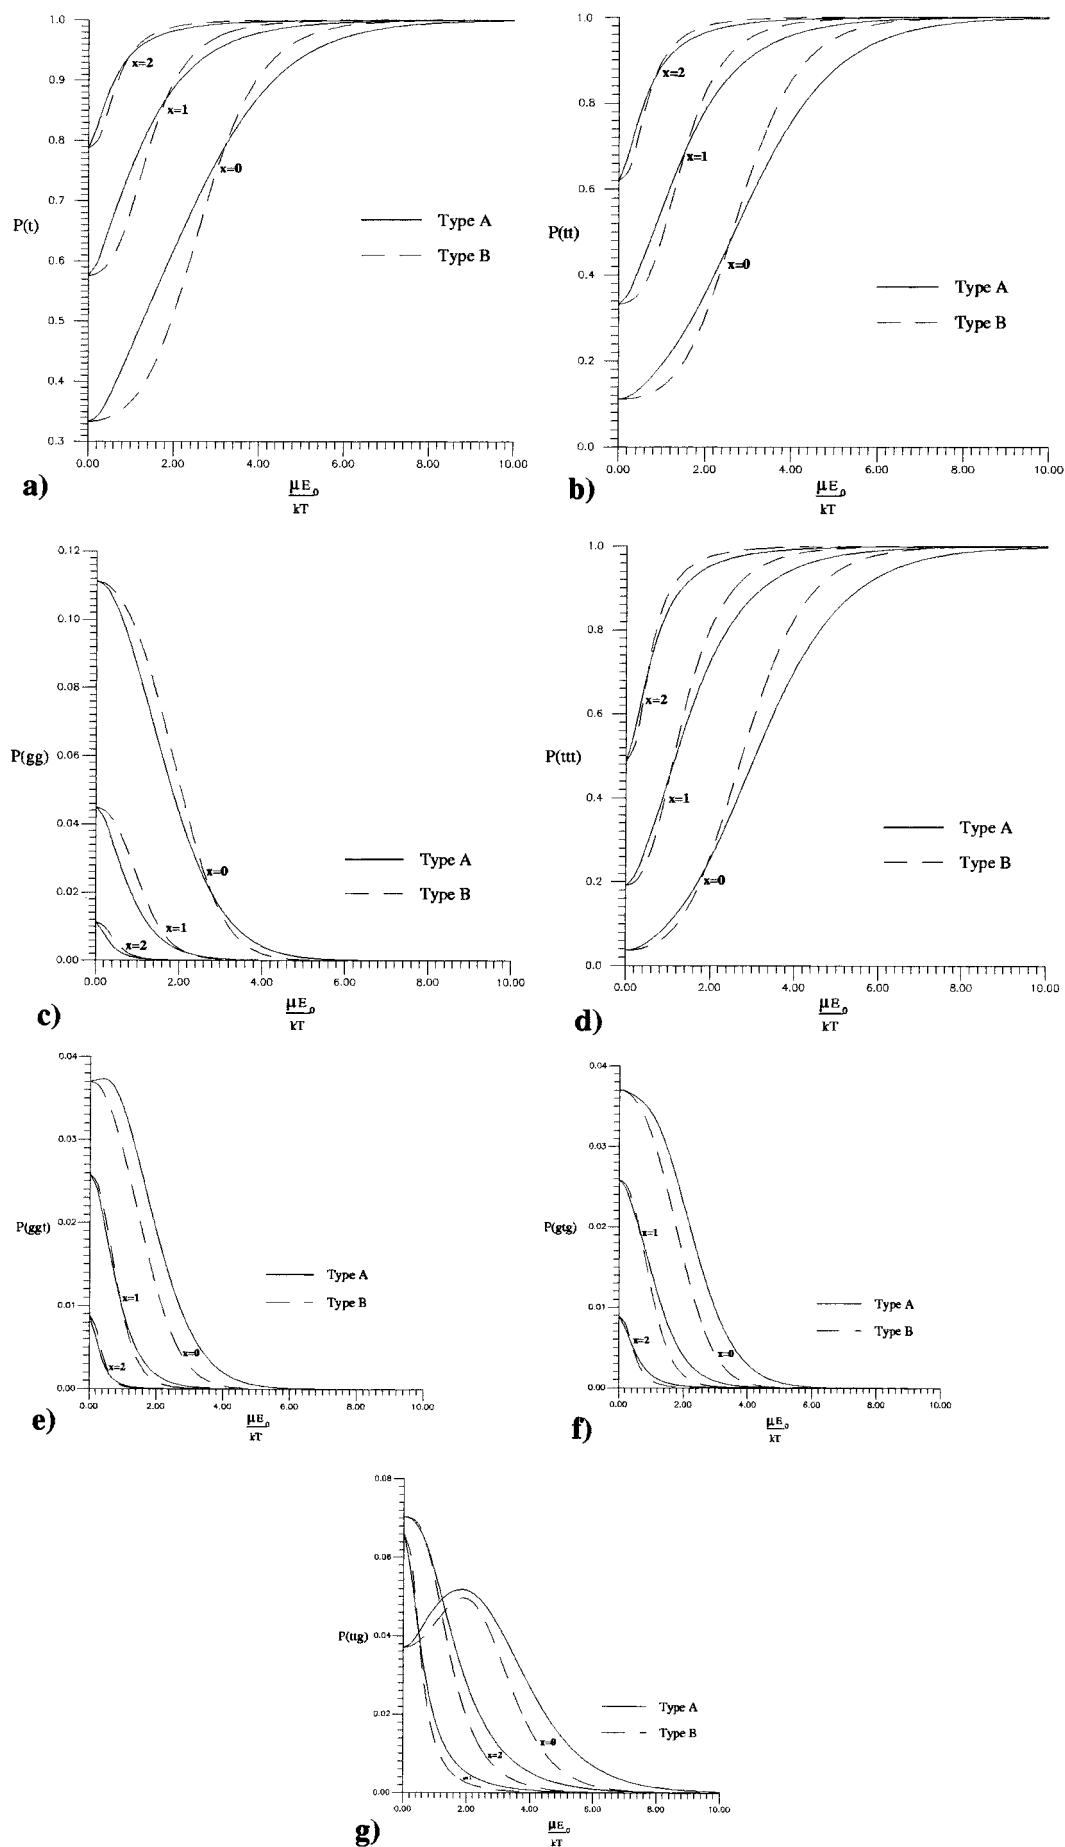 1.0
1.0
0.9
0.8
0.7
P(t)
0.6
0.5
0.4
0.3
x=2
x=1
x=0
Type A
Type B
0.00 2.00 4.00 6.00 8.00 10.00
μE₀
kT
a)
1.0
0.8
0.6
P(tt)
0.4
0.2
0.0
x=2
x=1
x=0
Type A
Type B
0.00 2.00 4.00 6.00 8.00 10.00
μE₀
kT
b)
0.12
0.10
0.08
P(gg)
0.06
0.04
0.02
0.00
x=0
x=1
x=2
Type A
Type B
0.00 2.00 4.00 6.00 8.00 10.00
μE₀
kT
c)
1.0
0.8
0.6
P(ttt)
0.4
0.2
0.0
x=2
x=1
x=0
Type A
Type B
0.00 2.00 4.00 6.00 8.00 10.00
μE₀
kT
d)
0.04
0.03
0.02
P(ggt)
0.01
0.00
x=1
x=0
x=2
Type A
Type B
0.00 2.00 4.00 6.00 8.00 10.00
μE₀
kT
e)
0.04
0.03
0.02
P(gtg)
0.01
0.00
x=1
x=2
x=0
Type A
Type B
0.00 2.00 4.00 6.00 8.00 10.00
μE₀
kT
f)
0.08
0.06
0.04
P(ttg)
0.02
0.00
x=0
x=2
Type A
Type B
0.00 2.00 4.00 6.00 8.00 10.00
μE₀
kT
g)